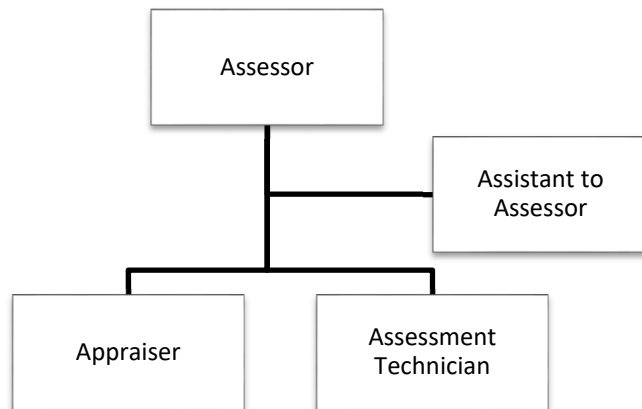 Assessor
Assistant to
Assessor
Appraiser
Assessment
Technician